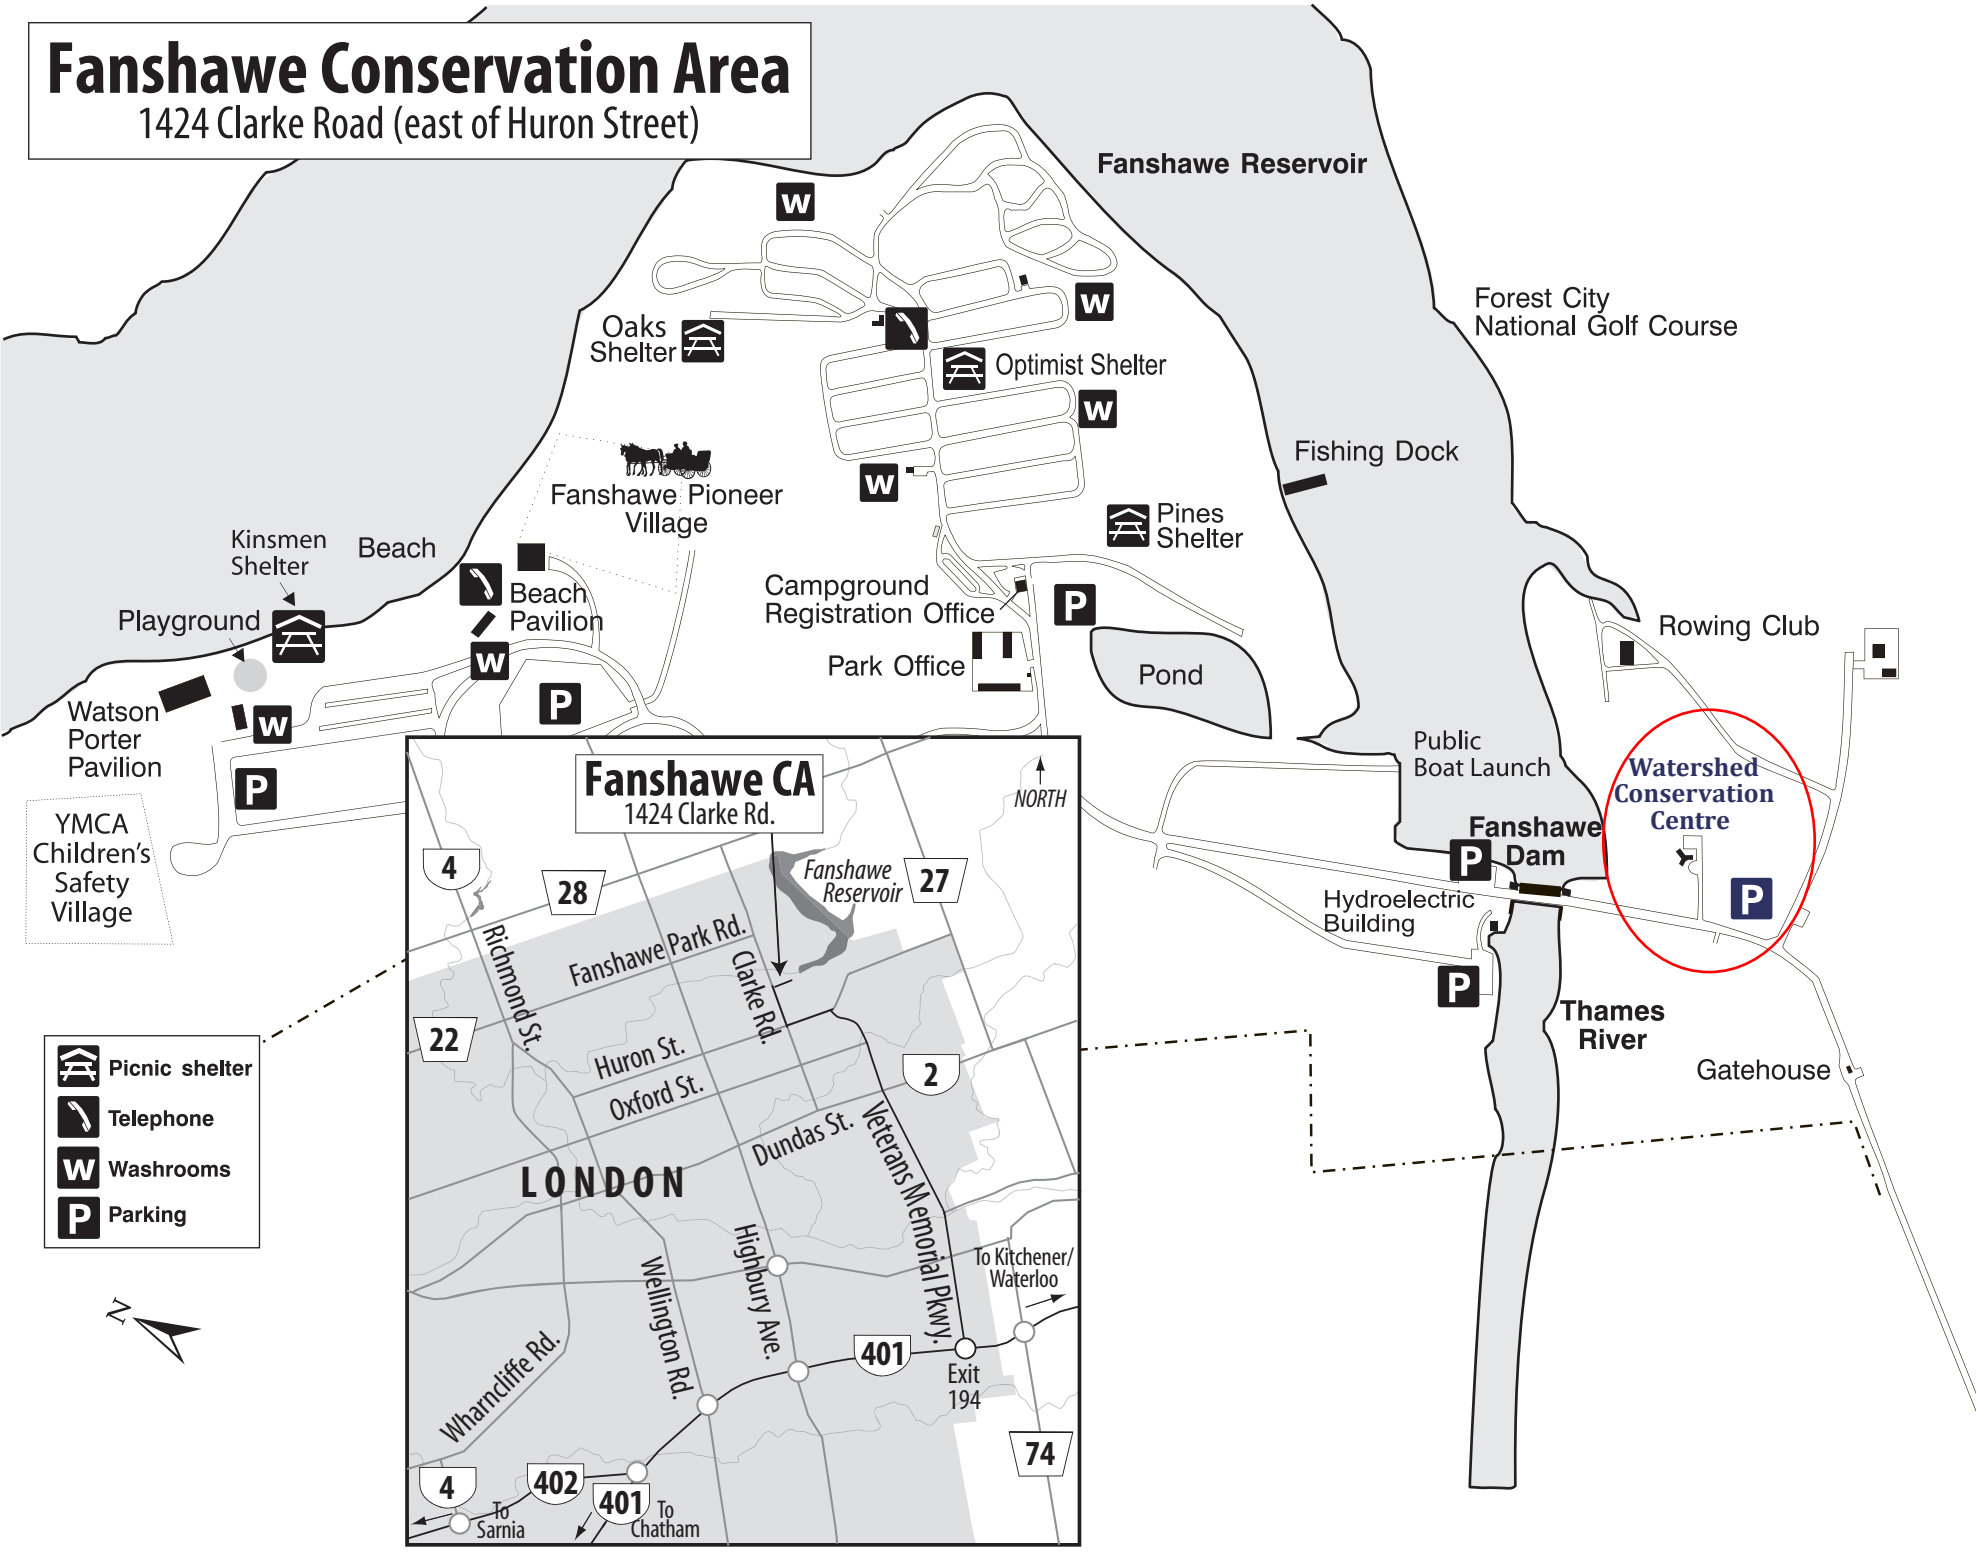 Fanshawe Conservation Area
1424 Clarke Road (east of Huron Street)
Fanshawe Reservoir
W
W
Forest City
National Golf Course
Oaks
Shelter
Optimist Shelter
W
Fishing Dock
W
Fanshawe Pioneer
Village
Pines
Shelter
Kinsmen
Shelter
Beach
Beach
Pavilion
Campground
Registration Office
P
Playground
Rowing Club
W
Park Office
Pond
P
Watson
Porter
Pavilion
W
P
Public
Boat Launch
Watershed
Conservation
Centre
P
YMCA
Children's
Safety
Village
Fanshawe
Dam
P
Hydroelectric
Building
P
Thames
River
Gatehouse
Picnic shelter
Telephone
W Washrooms
P Parking
N
Fanshawe CA
1424 Clarke Rd.
NORTH
4
28
Fanshawe
Reservoir
27
Richmond St.
Fanshawe Park Rd.
Clarke Rd.
22
Huron St.
Oxford St.
2
Dundas St.
Veterans Memorial Pkwy.
LONDON
Highbury Ave.
Wellington Rd.
To Kitchener/
Waterloo
Wharncliffe Rd.
401
Exit
194
74
4
402
401
To
Sarnia
To
Chatham